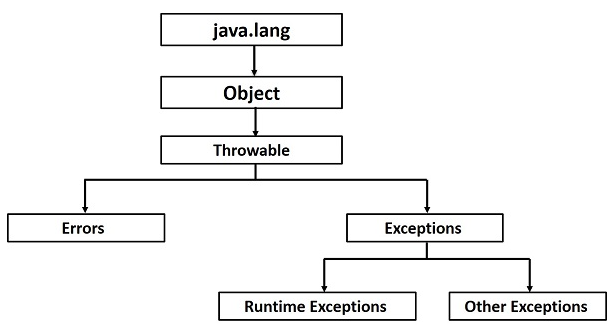 java.lang
Object
Throwable
Errors
Exceptions
Runtime Exceptions
Other Exceptions